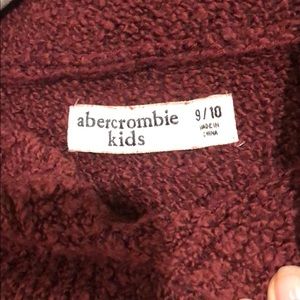 abercrombie
kids
9/10
MADE IN
CHINA